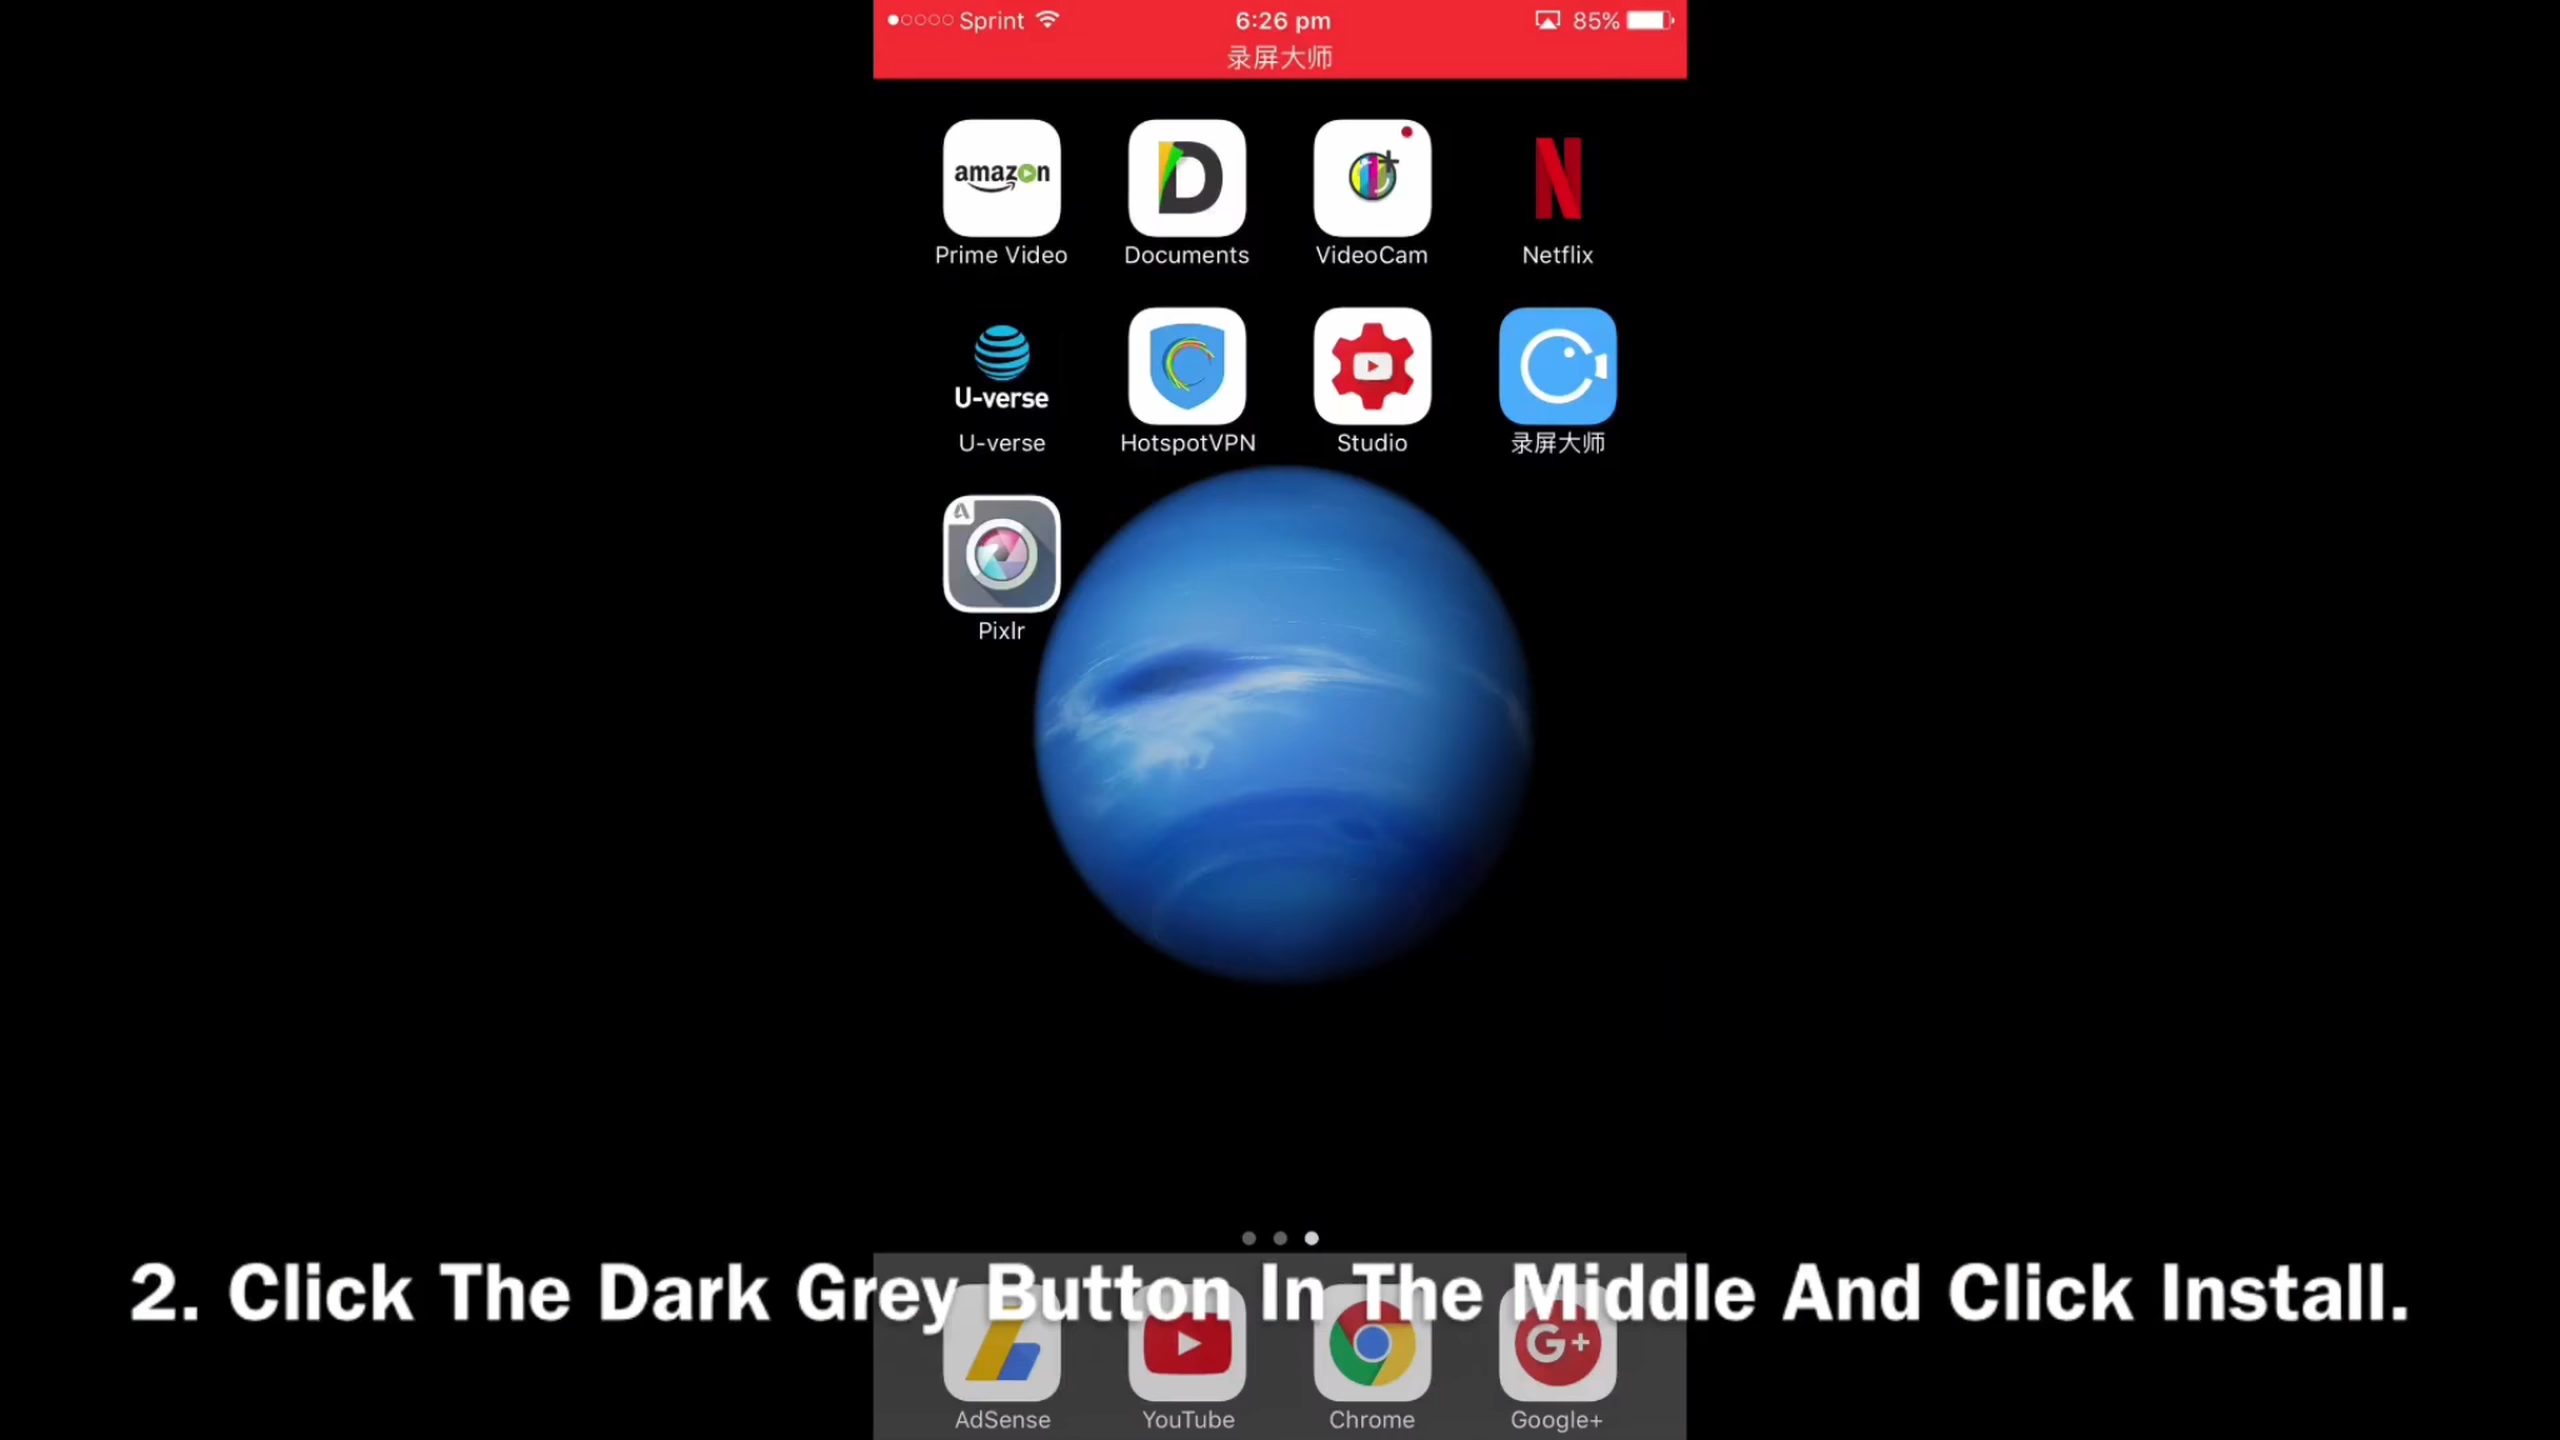 Sprint 6:26 pm 85%
录屏大师
amazon
Prime Video Documents VideoCam Netflix
U-verse
U-verse HotspotVPN Studio 录屏大师
Pixlr
2. Click The Dark Grey Button In The Middle And Click Install.
G+
AdSense YouTube Chrome Google+